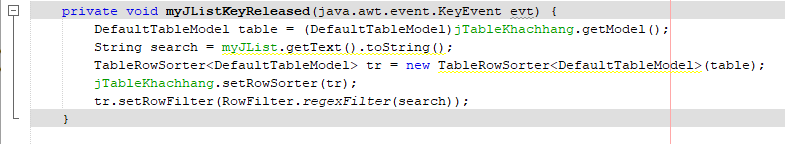 private void myJListKeyReleased(java.awt.event.KeyEvent evt) {
DefaultTableModel table = (DefaultTableModel)jTableKhachhang.getModel();
String search = myJList.getText().toString();
TableRowSorter<DefaultTableModel> tr = new TableRowSorter<DefaultTableModel>(table);
jTableKhachhang.setRowSorter(tr);
tr.setRowFilter(RowFilter.regexFilter(search));
}